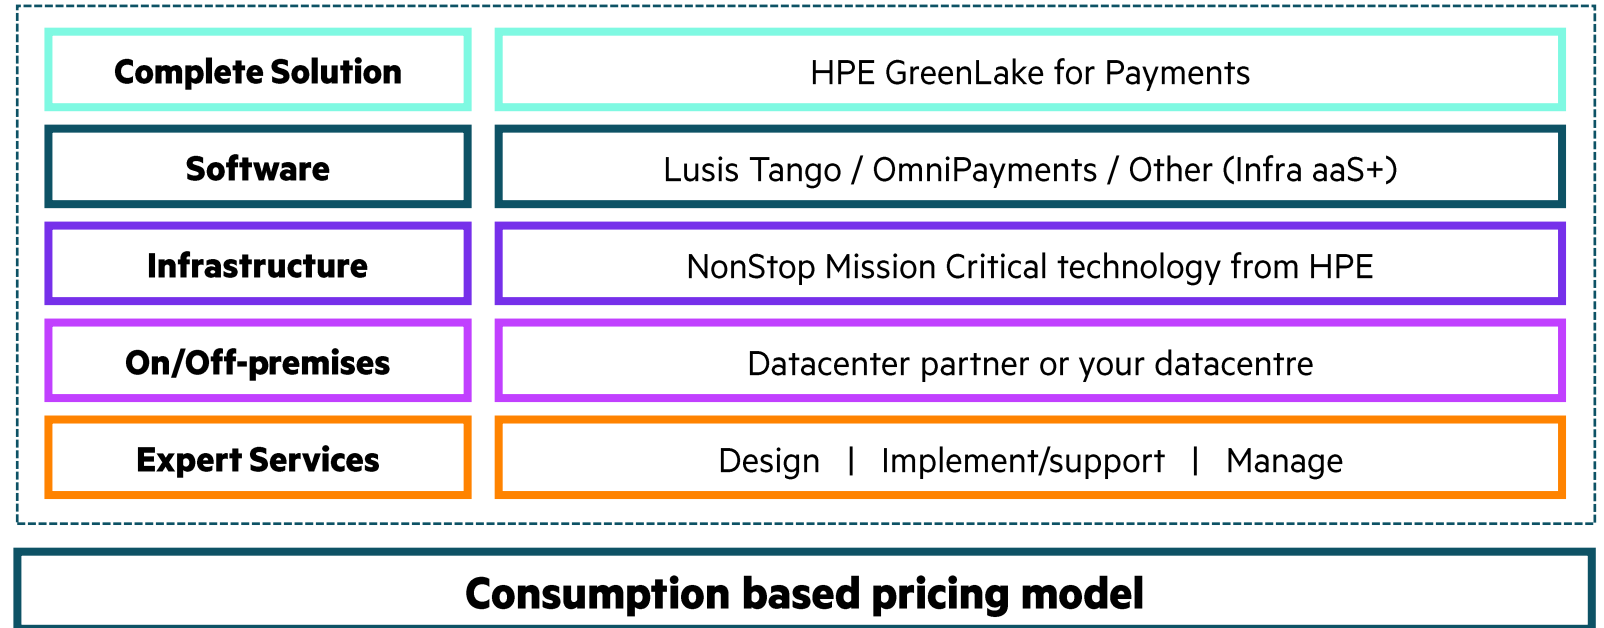 Complete Solution
HPE GreenLake for Payments
Software
Lusis Tango / OmniPayments / Other (Infra aaS+)
Infrastructure
NonStop Mission Critical technology from HPE
On/Off-premises
Datacenter partner or your datacentre
Expert Services
Design | Implement/support | Manage
Consumption based pricing model